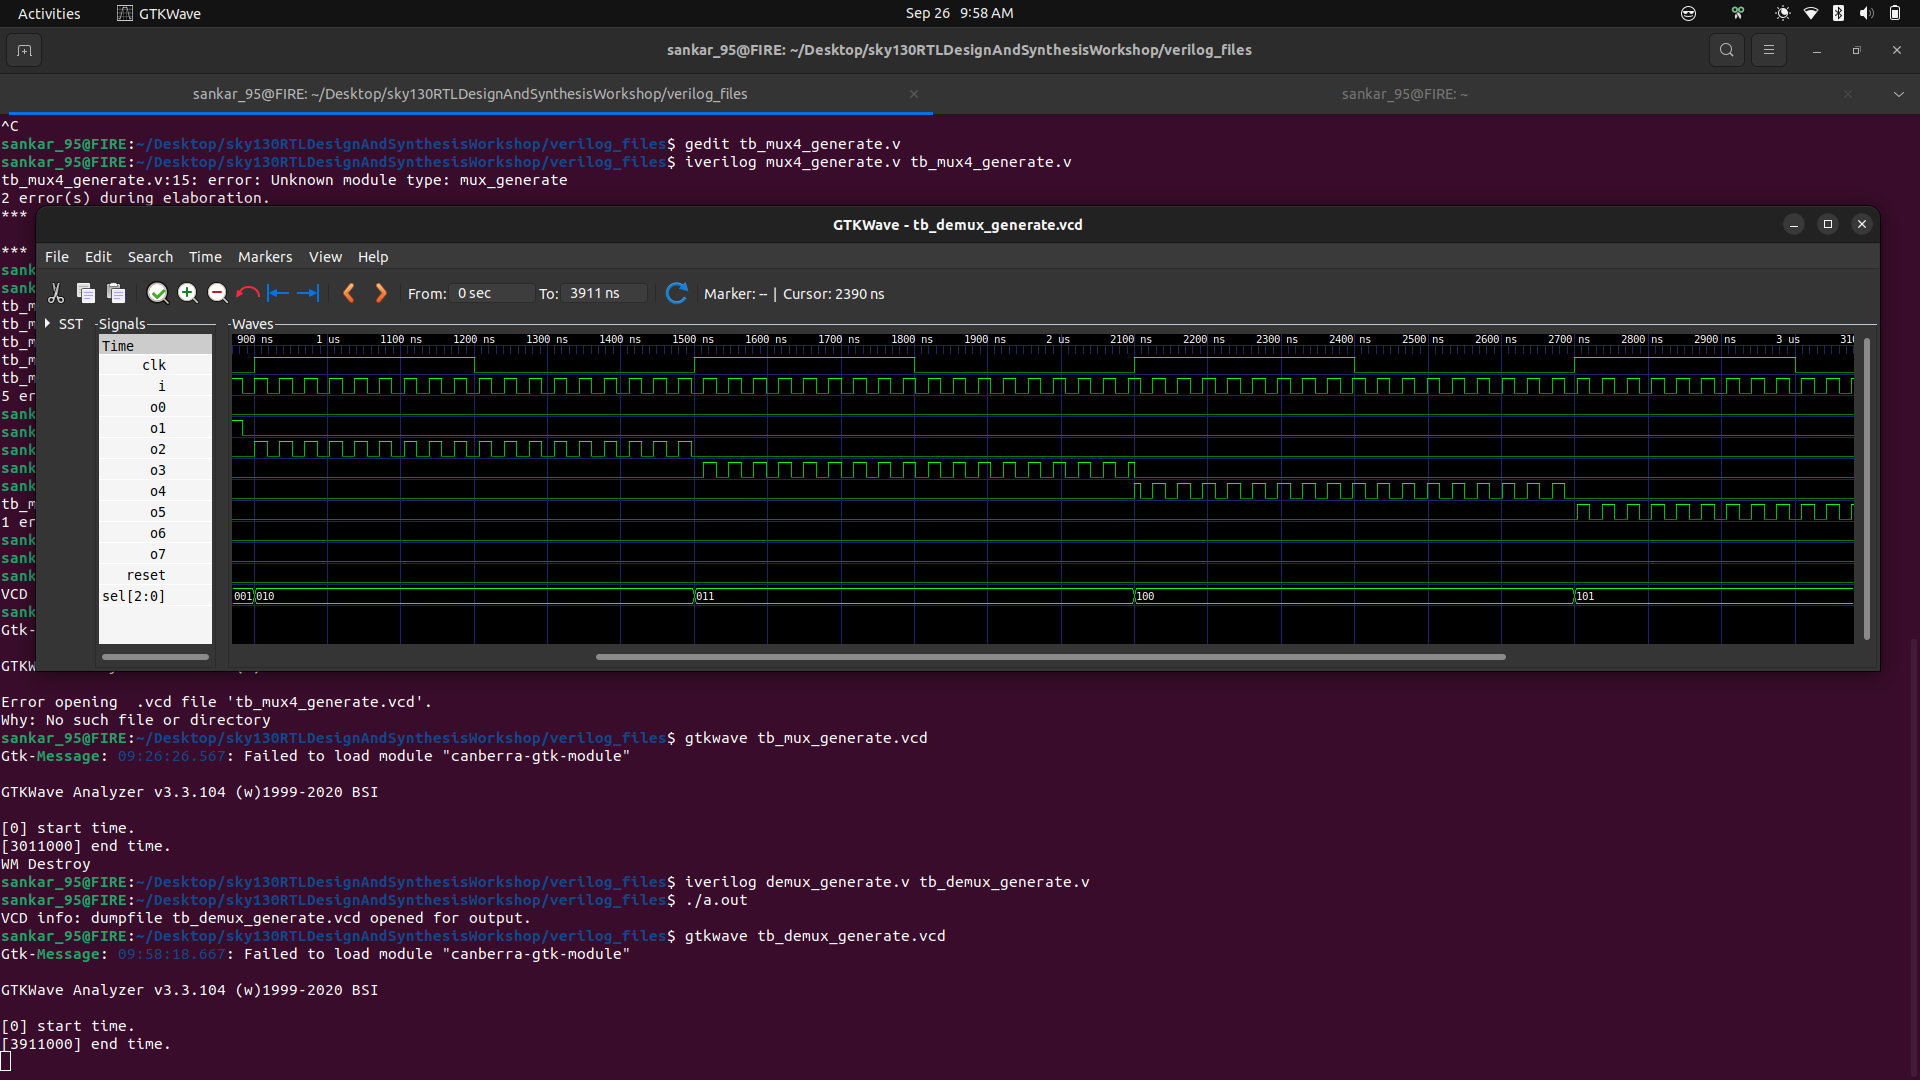 Activities GTKWave Sep 26 9:58 AM
sankar_95@FIRE: ~/Desktop/sky130RTLDesignAndSynthesisWorkshop/verilog_files
sankar_95@FIRE: ~/Desktop/sky130RTLDesignAndSynthesisWorkshop/verilog_files sankar_95@FIRE: ~
^C
sankar_95@FIRE:~/Desktop/sky130RTLDesignAndSynthesisWorkshop/verilog_files$ gedit tb_mux4_generate.v
sankar_95@FIRE:~/Desktop/sky130RTLDesignAndSynthesisWorkshop/verilog_files$ iverilog mux4_generate.v tb_mux4_generate.v
tb_mux4_generate.v:15: error: Unknown module type: mux_generate
2 error(s) during elaboration.
***
GTKWave - tb_demux_generate.vcd
***
File Edit Search Time Markers View Help
sank
sank
From: 0 sec To: 3911 ns Marker: -- | Cursor: 2390 ns
tb_m
tb_m
SST Signals Waves
tb_m
Time 900 ns 1 us 1100 ns 1200 ns 1300 ns 1400 ns 1500 ns 1600 ns 1700 ns 1800 ns 1900 ns 2 us 2100 ns 2200 ns 2300 ns 2400 ns 2500 ns 2600 ns 2700 ns 2800 ns 2900 ns 3 us 310
tb_m
clk
tb_m
i
5 er
o0
sank
o1
sank
o2
sank
o3
sank
o4
sank
tb_m
o5
1 er
o6
sank
o7
sank
reset
sank
sel[2:0] 001 010 011 100 101
VCD
sank
Gtk-
GTKW
Error opening  .vcd file 'tb_mux4_generate.vcd'.
Why: No such file or directory
sankar_95@FIRE:~/Desktop/sky130RTLDesignAndSynthesisWorkshop/verilog_files$ gtkwave tb_mux_generate.vcd
Gtk-Message: 09:26:26.567: Failed to load module "canberra-gtk-module"
GTKWave Analyzer v3.3.104 (w)1999-2020 BSI
[0] start time.
[3011000] end time.
WM Destroy
sankar_95@FIRE:~/Desktop/sky130RTLDesignAndSynthesisWorkshop/verilog_files$ iverilog demux_generate.v tb_demux_generate.v
sankar_95@FIRE:~/Desktop/sky130RTLDesignAndSynthesisWorkshop/verilog_files$ ./a.out
VCD info: dumpfile tb_demux_generate.vcd opened for output.
sankar_95@FIRE:~/Desktop/sky130RTLDesignAndSynthesisWorkshop/verilog_files$ gtkwave tb_demux_generate.vcd
Gtk-Message: 09:58:18.667: Failed to load module "canberra-gtk-module"
GTKWave Analyzer v3.3.104 (w)1999-2020 BSI
[0] start time.
[3911000] end time.